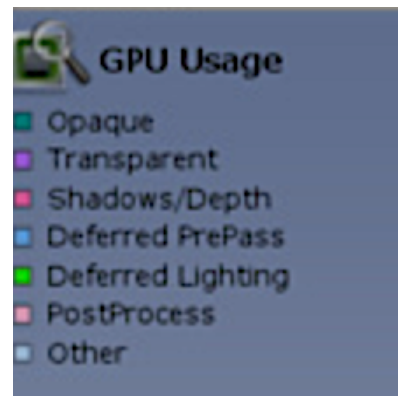 GPU Usage
Opaque
Transparent
Shadows/Depth
Deferred PrePass
Deferred Lighting
PostProcess
Other